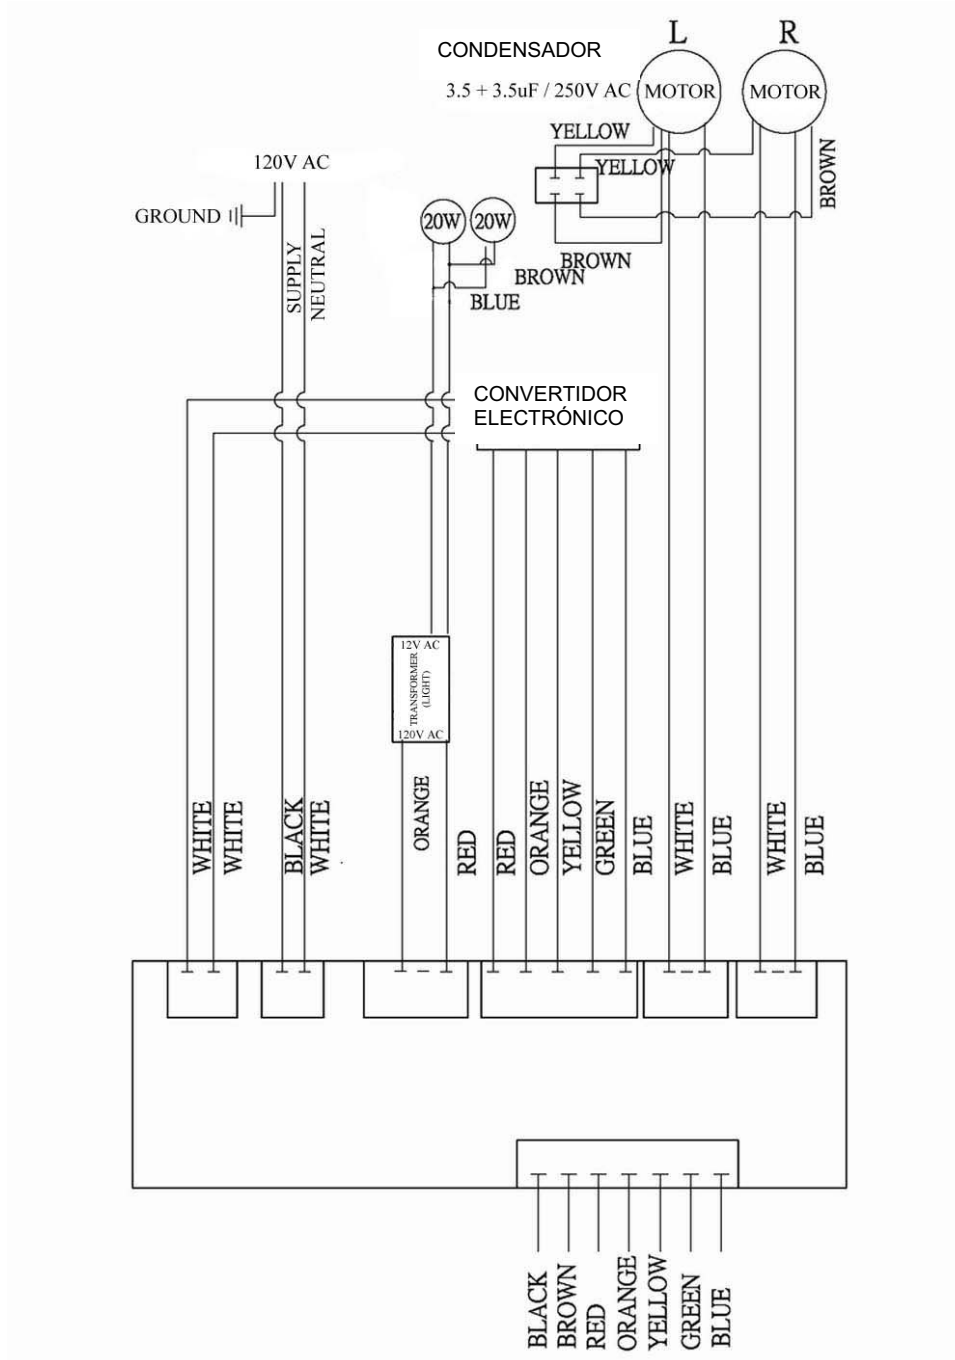 L
R
CONDENSADOR
3.5 + 3.5uF / 250V AC
MOTOR
MOTOR
YELLOW
YELLOW
BROWN
120V AC
GROUND
20W
20W
SUPPLY
NEUTRAL
BROWN
BROWN
BLUE
CONVERTIDOR
ELECTRÓNICO
12V AC
TRANSFORMER
(LIGHT)
120V AC
WHITE
WHITE
BLACK
WHITE
ORANGE
RED
RED
ORANGE
YELLOW
GREEN
BLUE
WHITE
BLUE
WHITE
BLUE
BLACK
BROWN
RED
ORANGE
YELLOW
GREEN
BLUE